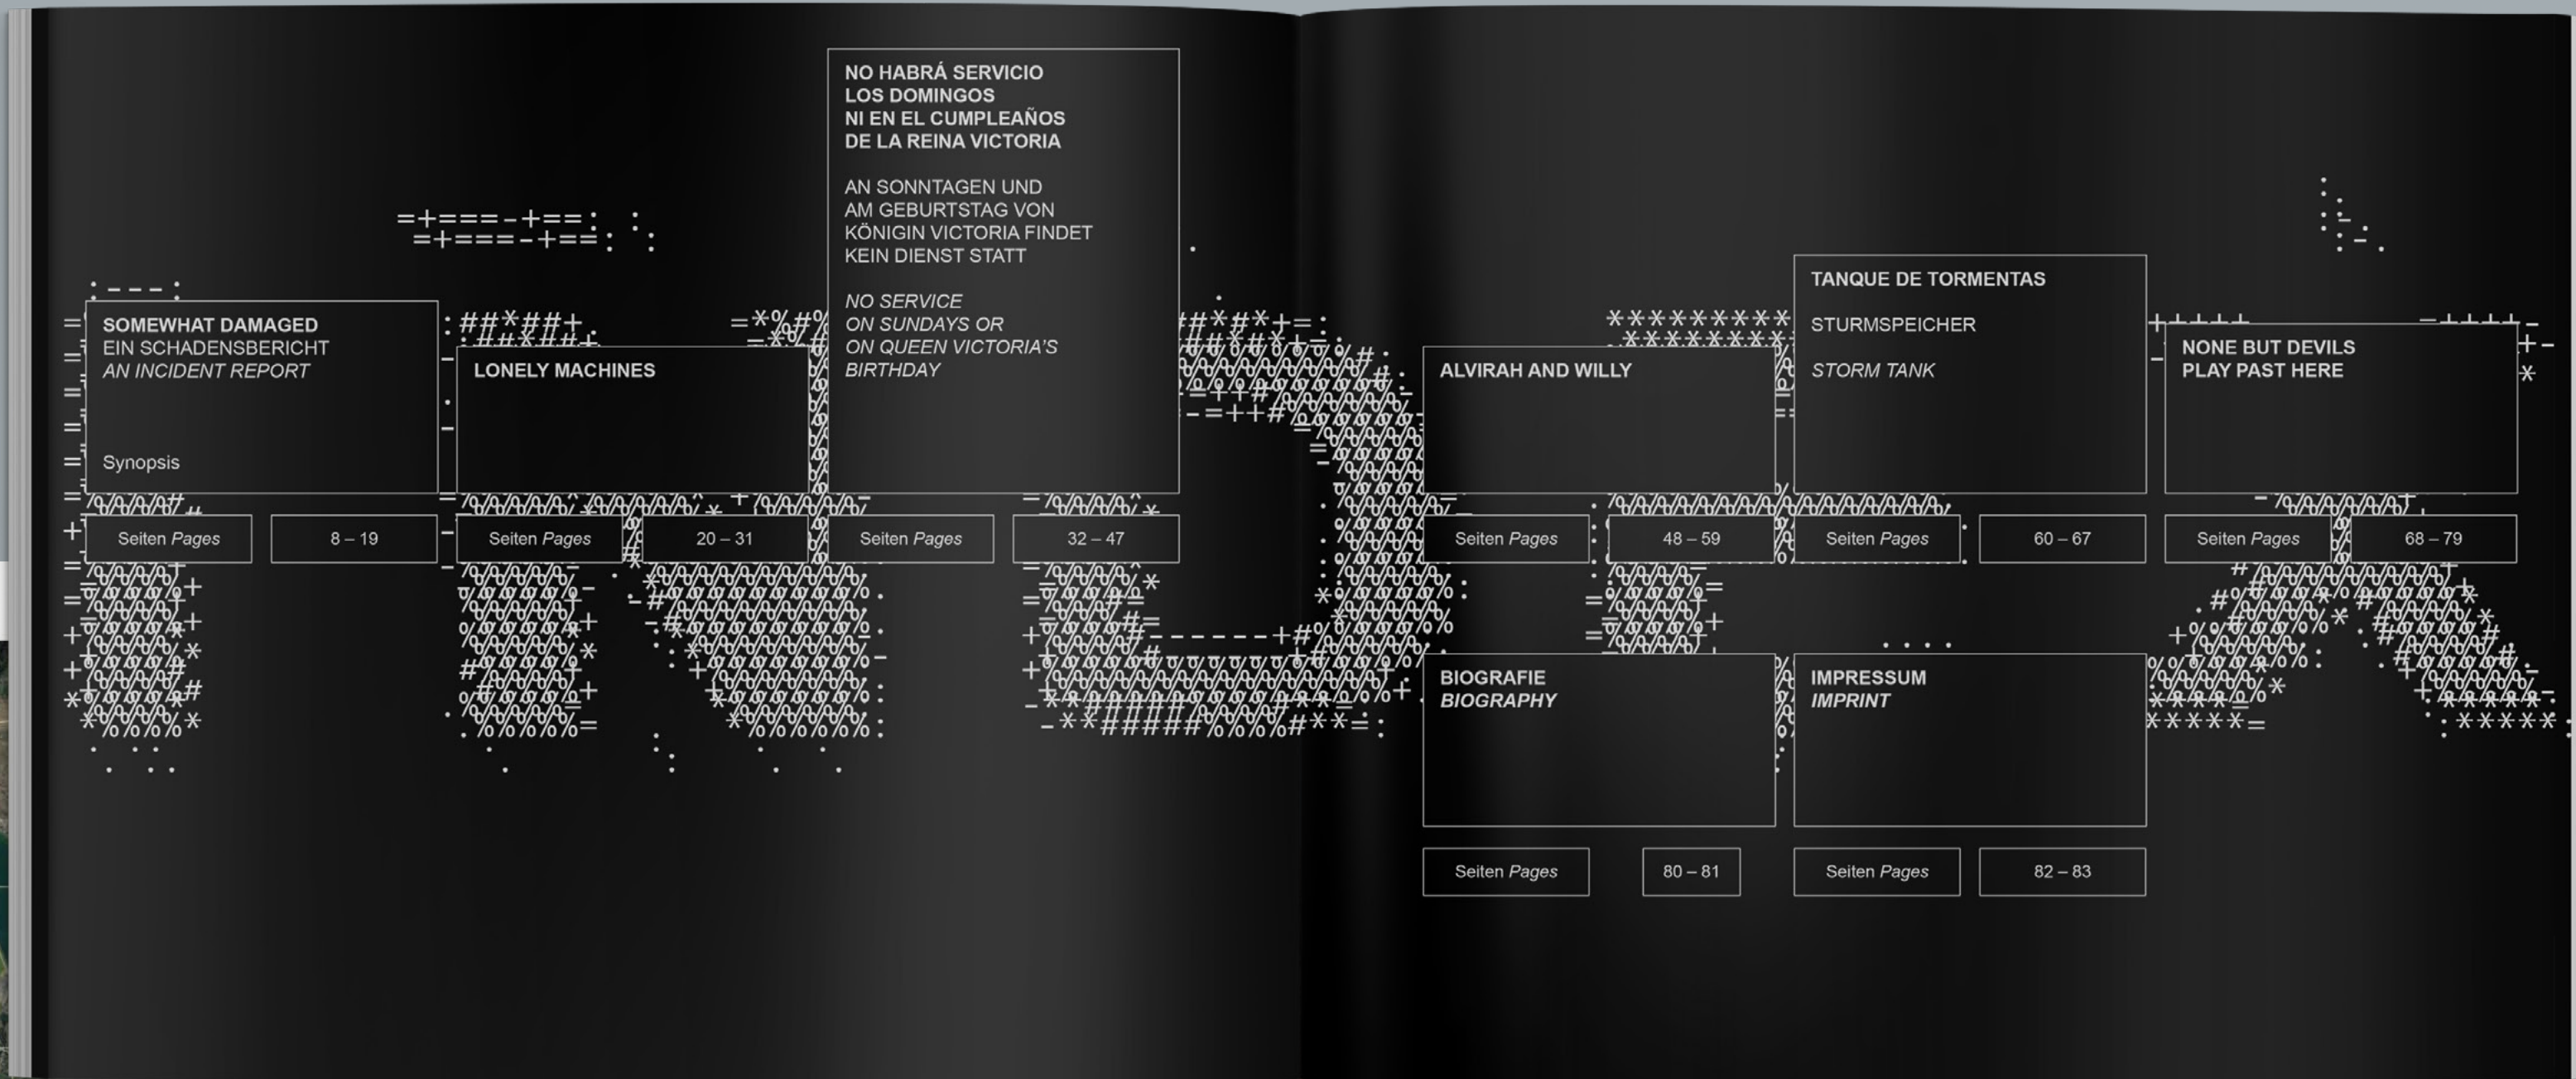 SOMEWHAT DAMAGED
EIN SCHADENSBERICHT
AN INCIDENT REPORT
Synopsis
Seiten Pages
8 – 19
LONELY MACHINES
Seiten Pages
20 – 31
NO HABRÁ SERVICIO
LOS DOMINGOS
NI EN EL CUMPLEAÑOS
DE LA REINA VICTORIA
AN SONNTAGEN UND
AM GEBURTSTAG VON
KÖNIGIN VICTORIA FINDET
KEIN DIENST STATT
NO SERVICE
ON SUNDAYS OR
ON QUEEN VICTORIA’S
BIRTHDAY
Seiten Pages
32 – 47
ALVIRAH AND WILLY
Seiten Pages
48 – 59
TANQUE DE TORMENTAS
STURMSPEICHER
STORM TANK
Seiten Pages
60 – 67
NONE BUT DEVILS
PLAY PAST HERE
Seiten Pages
68 – 79
BIOGRAFIE
BIOGRAPHY
Seiten Pages
80 – 81
IMPRESSUM
IMPRINT
Seiten Pages
82 – 83